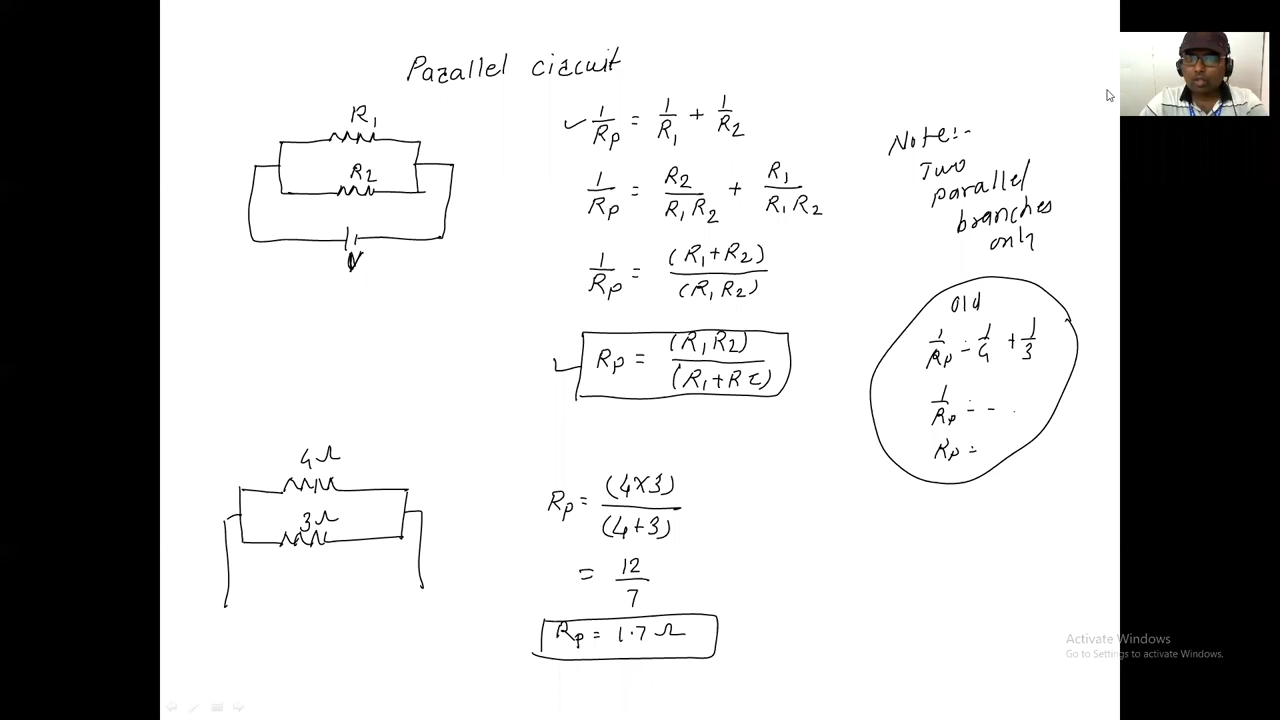 Parallel circuit
R1
R2
V
1/Rp = 1/R1 + 1/R2
1/Rp = R2/R1R2 + R1/R1R2
1/Rp = (R1+R2)/(R1R2)
Rp = (R1R2)/(R1+R2)
Note:-
Two
parallel
branches
only
old
1/Rp = 1/4 + 1/3
1/Rp = - .
Rp =
4Ω
3Ω
Rp = (4x3)/(4+3)
= 12/7
Rp = 1.7 Ω
Activate Windows
Go to Settings to activate Windows.